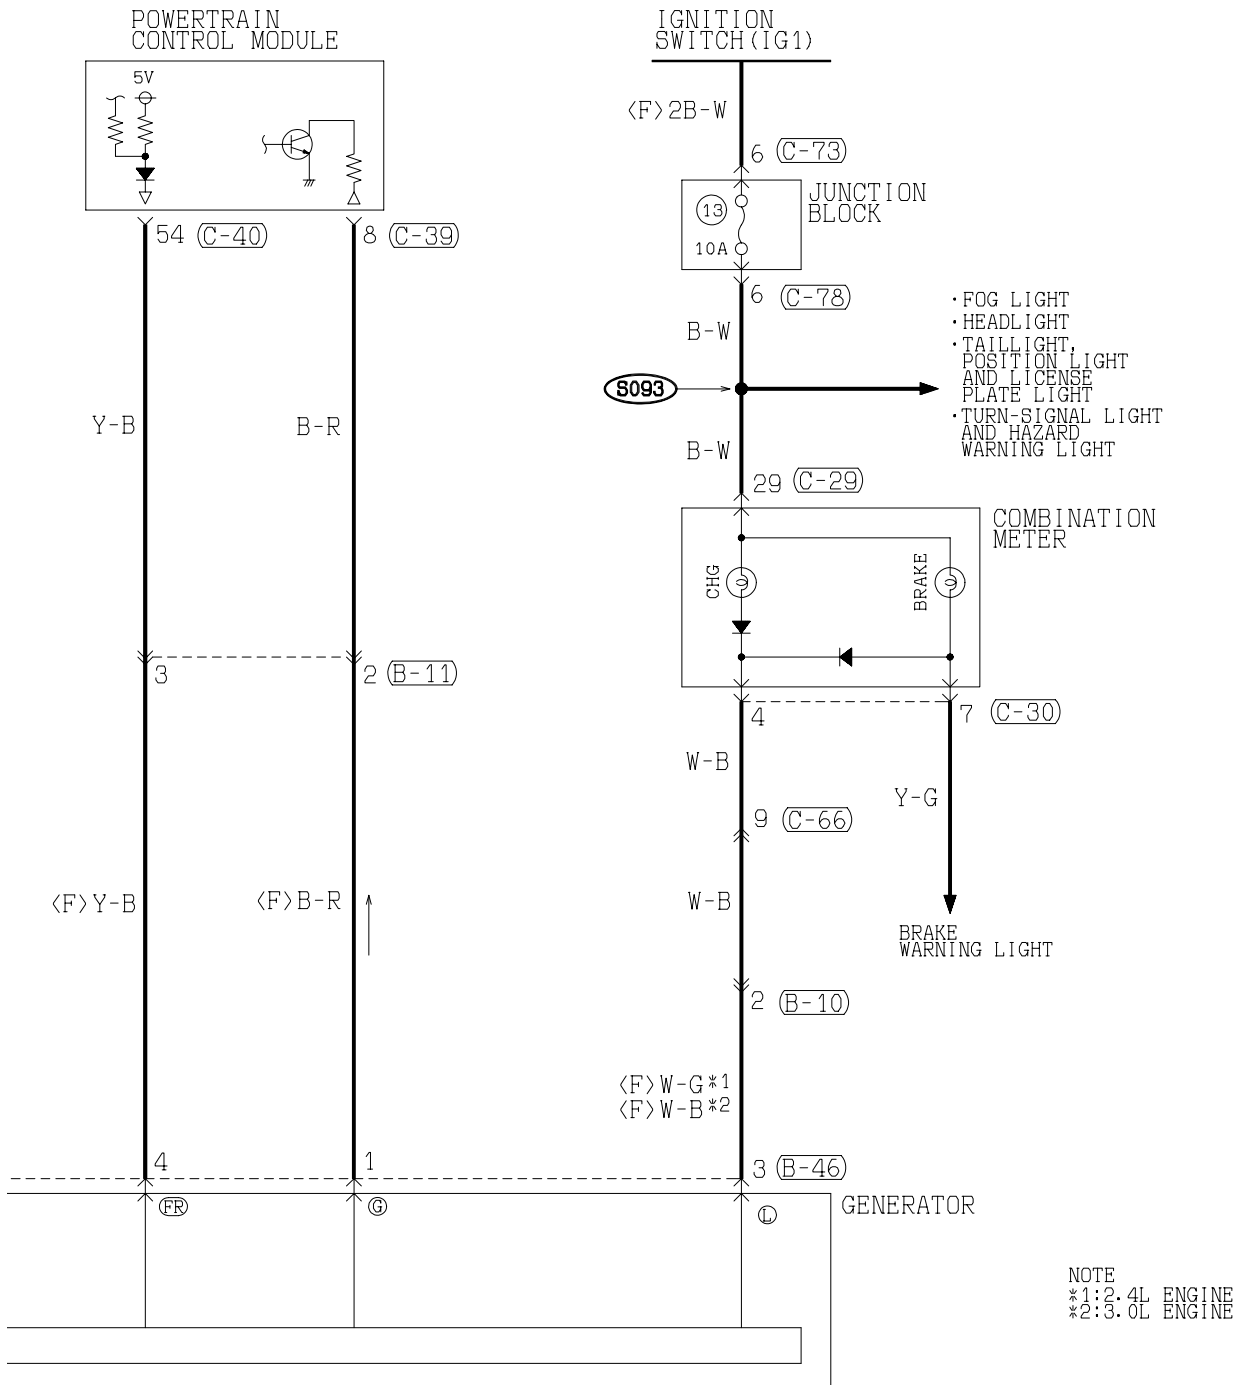 POWERTRAIN
CONTROL MODULE
IGNITION
SWITCH(IG1)
5V
<F>2B-W
6 (C-73)
JUNCTION
BLOCK
13
10A
54 (C-40)
8 (C-39)
6 (C-78)
B-W
·FOG LIGHT
·HEADLIGHT
·TAILLIGHT,
POSITION LIGHT
AND LICENSE
PLATE LIGHT
·TURN-SIGNAL LIGHT
AND HAZARD
WARNING LIGHT
S093
Y-B
B-R
B-W
29 (C-29)
COMBINATION
METER
CHG
BRAKE
3
2 (B-11)
4
7 (C-30)
W-B
Y-G
9 (C-66)
<F>Y-B
<F>B-R
W-B
BRAKE
WARNING LIGHT
2 (B-10)
<F>W-G*1
<F>W-B*2
4
1
3 (B-46)
FR
G
L
GENERATOR
NOTE
*1:2.4L ENGINE
*2:3.0L ENGINE